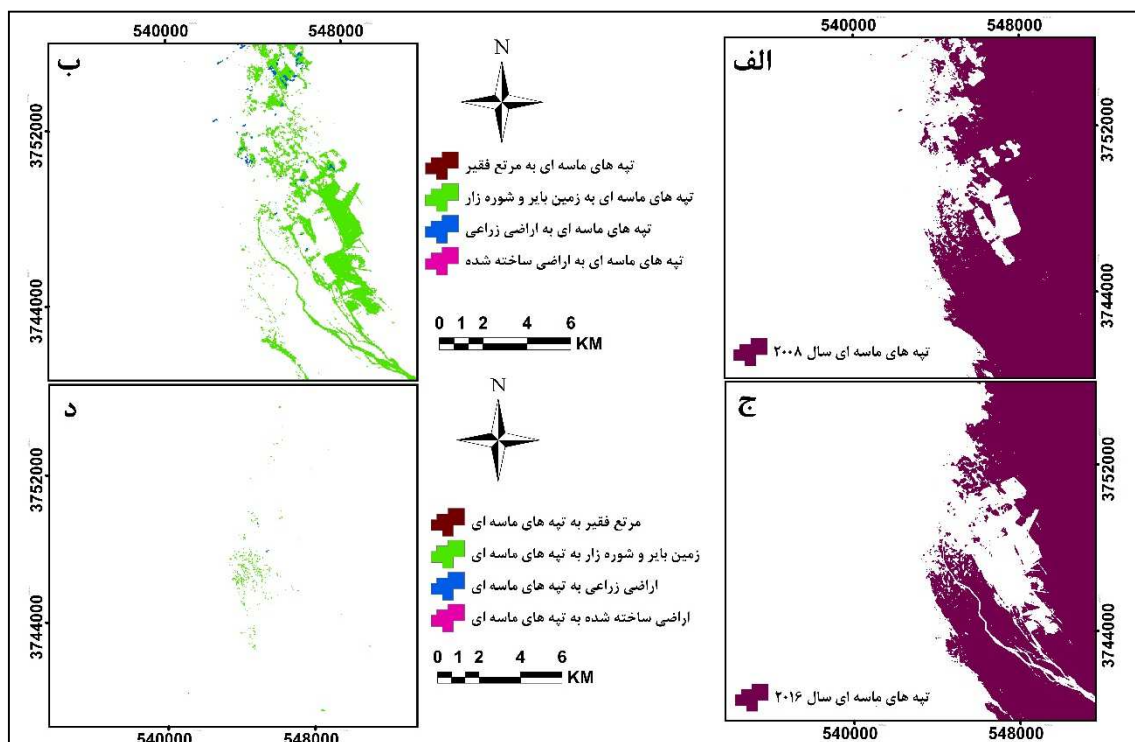 540000 548000
540000 548000
ب
N
الف
3752000
3752000
تپه های ماسه ای به مرتع فقیر
تپه های ماسه ای به زمین بایر و شوره زار
تپه های ماسه ای به اراضی زراعی
تپه های ماسه ای به اراضی ساخته شده
3744000
3744000
0 1 2 4 6
KM
تپه های ماسه ای سال ۲۰۰۸
د
N
ج
3752000
3752000
مرتع فقیر به تپه های ماسه ای
زمین بایر و شوره زار به تپه های ماسه ای
اراضی زراعی به تپه های ماسه ای
اراضی ساخته شده به تپه های ماسه ای
3744000
3744000
0 1 2 4 6
KM
تپه های ماسه ای سال ۲۰۱۶
540000 548000
540000 548000